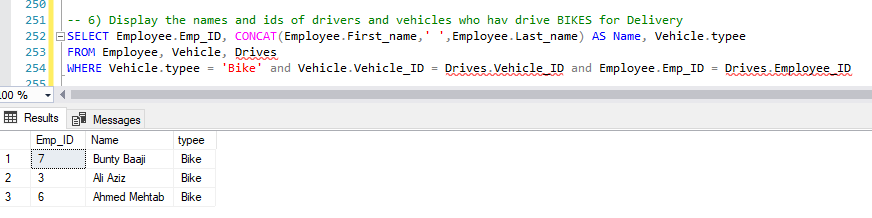 250
251 -- 6) Display the names and ids of drivers and vehicles who hav drive BIKES for Delivery
252 SELECT Employee.Emp_ID, CONCAT(Employee.First_name,' ',Employee.Last_name) AS Name, Vehicle.typee
253 FROM Employee, Vehicle, Drives
254 WHERE Vehicle.typee = 'Bike' and Vehicle.Vehicle_ID = Drives.Vehicle_ID and Employee.Emp_ID = Drives.Employee_ID
255
.00 %
Results Messages
Emp_ID Name typee
1 7 Bunty Baaji Bike
2 3 Ali Aziz Bike
3 6 Ahmed Mehtab Bike